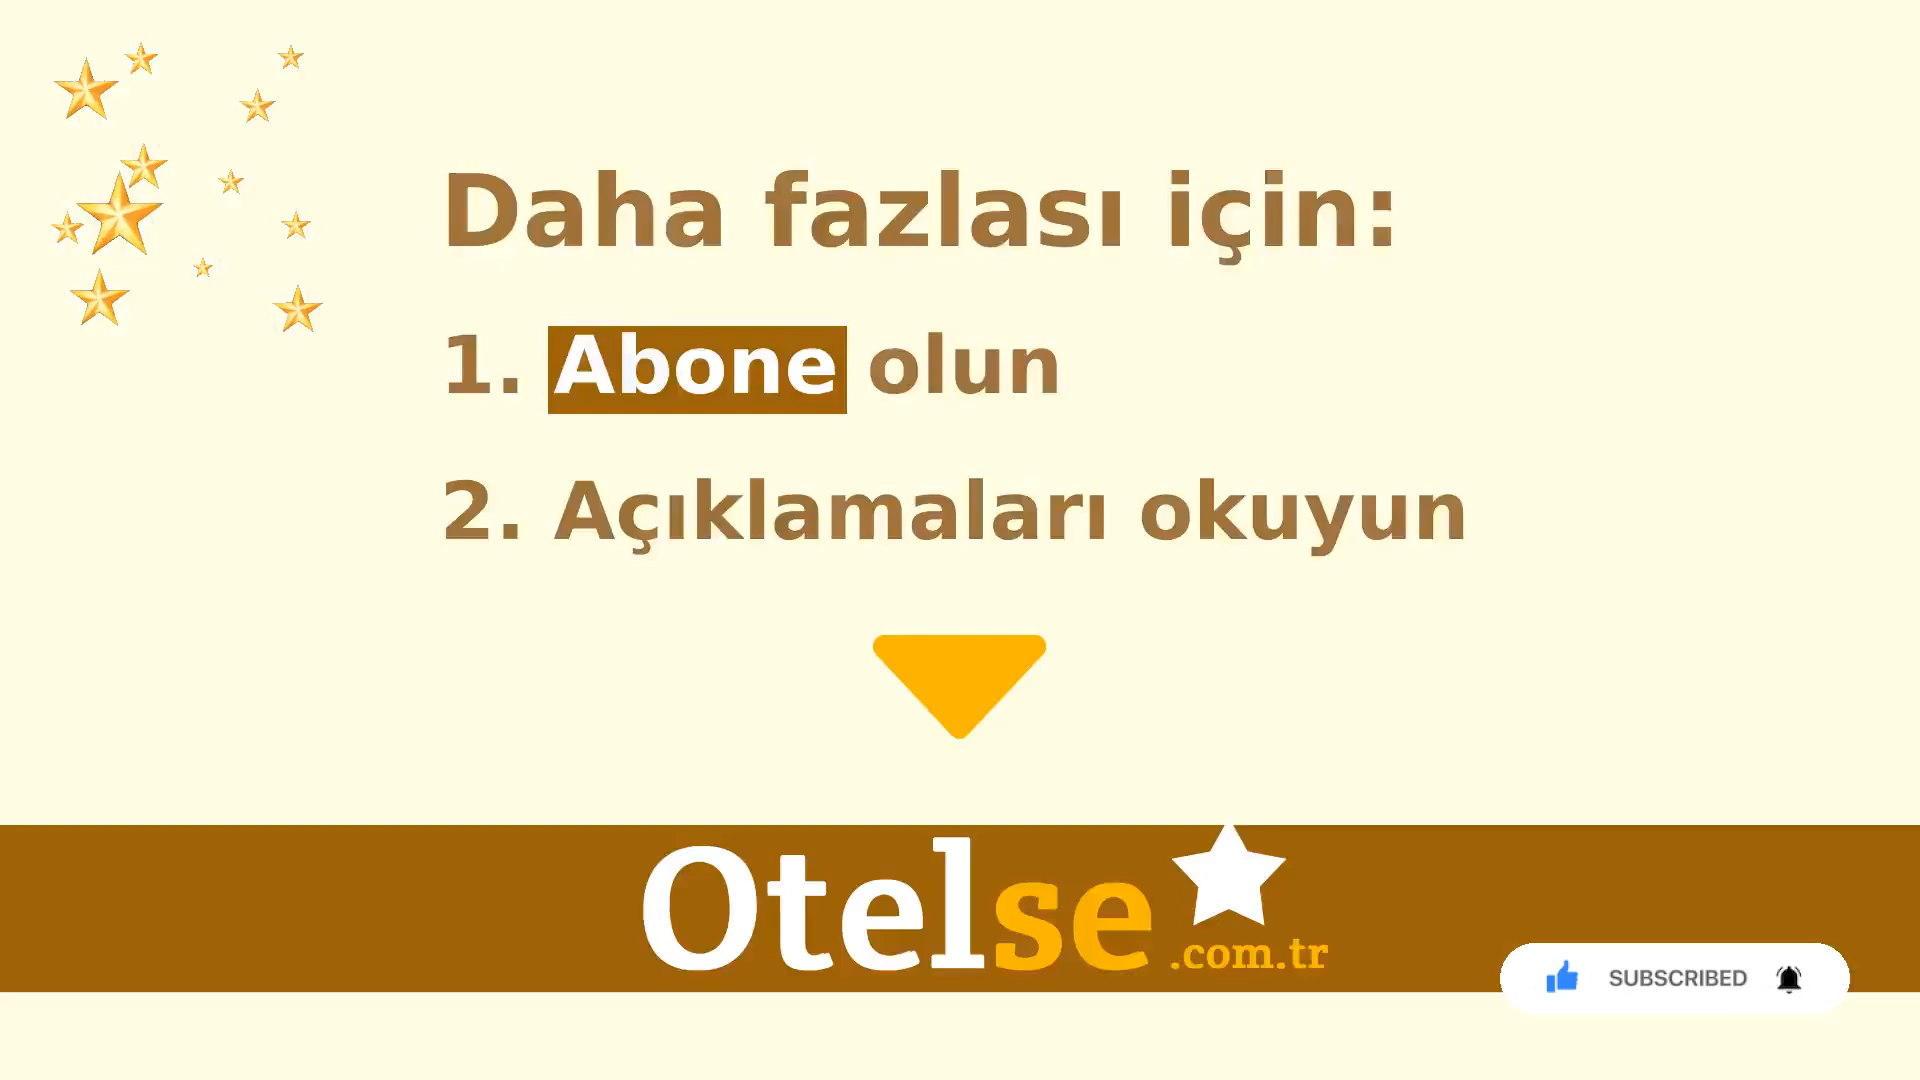 Daha fazlası için:
1. Abone olun
2. Açıklamaları okuyun
Otelse.com.tr
SUBSCRIBED